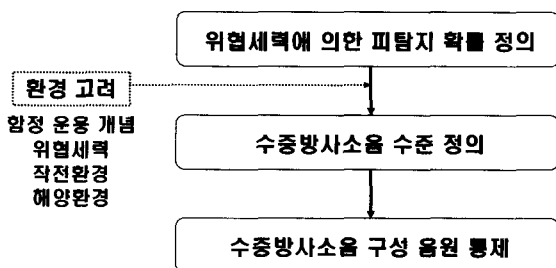 위협세력에 의한 피탐지 확률 정의
환경 고려
함정 운용 개념
위협세력
작전환경
해양환경
수중방사소음 수준 정의
수중방사소음 구성 음원 통제